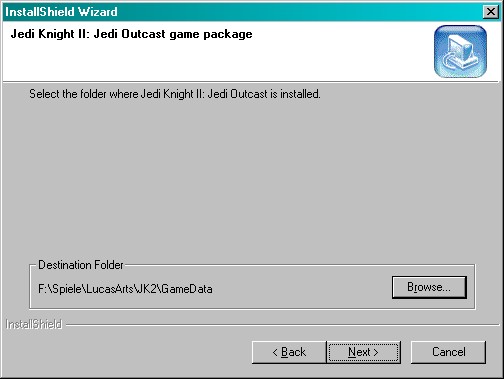 InstallShield Wizard
Jedi Knight II: Jedi Outcast game package
Select the folder where Jedi Knight II: Jedi Outcast is installed.
Destination Folder
F:\Spiele\LucasArts\JK2\GameData
Browse...
InstallShield
< Back
Next >
Cancel